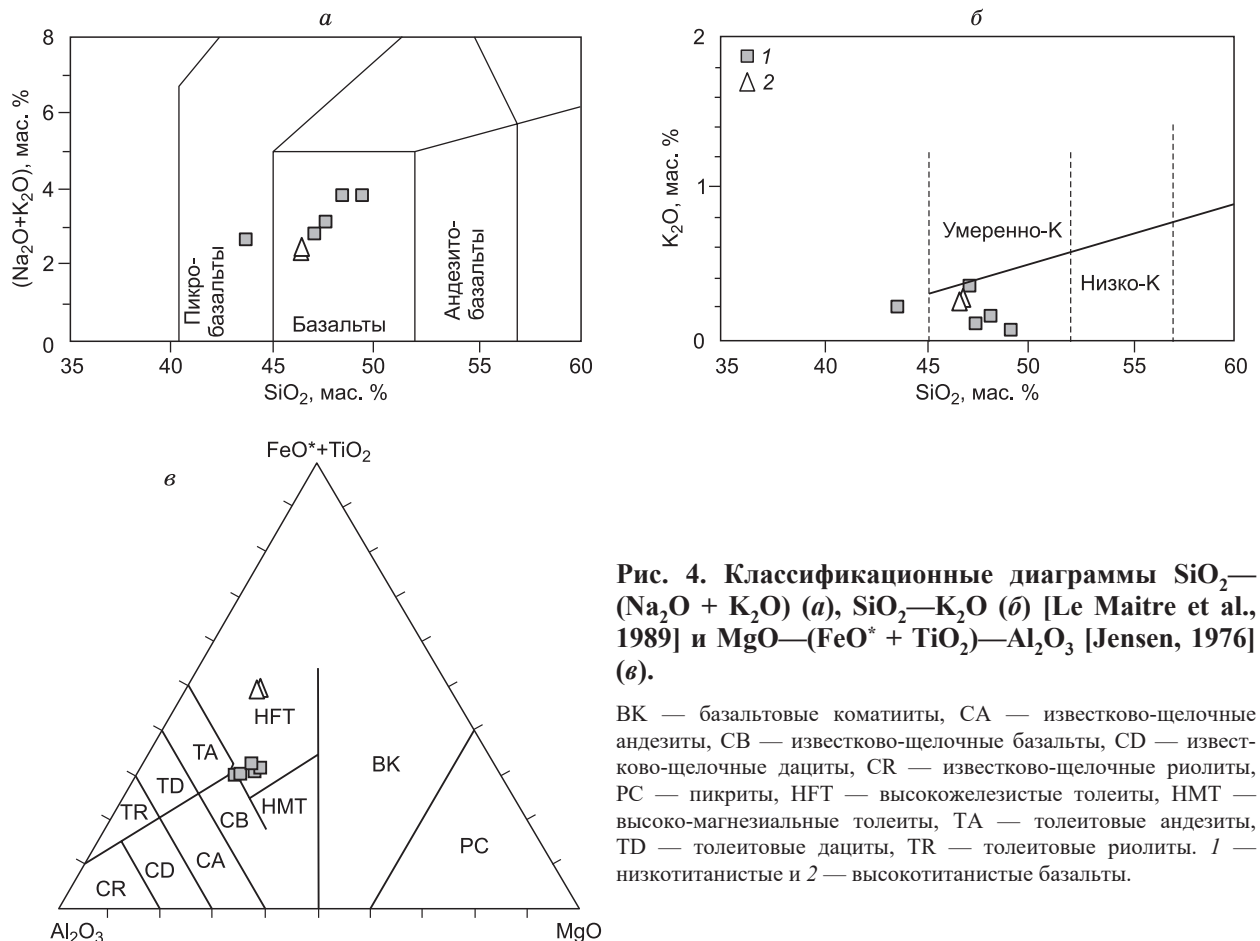 а
8
6
4
2
0
(Na₂O+K₂O), мас. %
Пикро-
базальты
Базальты
Андезито-
базальты
35
40
45
50
55
60
SiO₂, мас. %
б
2
1
0
K₂O, мас. %
1
2
Умеренно-К
Низко-К
35
40
45
50
55
60
SiO₂, мас. %
в
FeO*+TiO₂
HFT
TA
TD
TR
HMT
CB
CA
CD
CR
BK
PC
Al₂O₃
MgO
Рис. 4. Классификационные диаграммы SiO₂—
(Na₂O + K₂O) (а), SiO₂—K₂O (б) [Le Maitre et al.,
1989] и MgO—(FeO* + TiO₂)—Al₂O₃ [Jensen, 1976]
(в).
BK — базальтовые коматииты, CA — известково-щелочные
андезиты, CB — известково-щелочные базальты, CD — извест-
ково-щелочные дациты, CR — известково-щелочные риолиты,
PC — пикриты, HFT — высокожелезистые толеиты, HMT —
высоко-магнезиальные толеиты, TA — толеитовые андезиты,
TD — толеитовые дациты, TR — толеитовые риолиты. 1 —
низкотитанистые и 2 — высокотитанистые базальты.